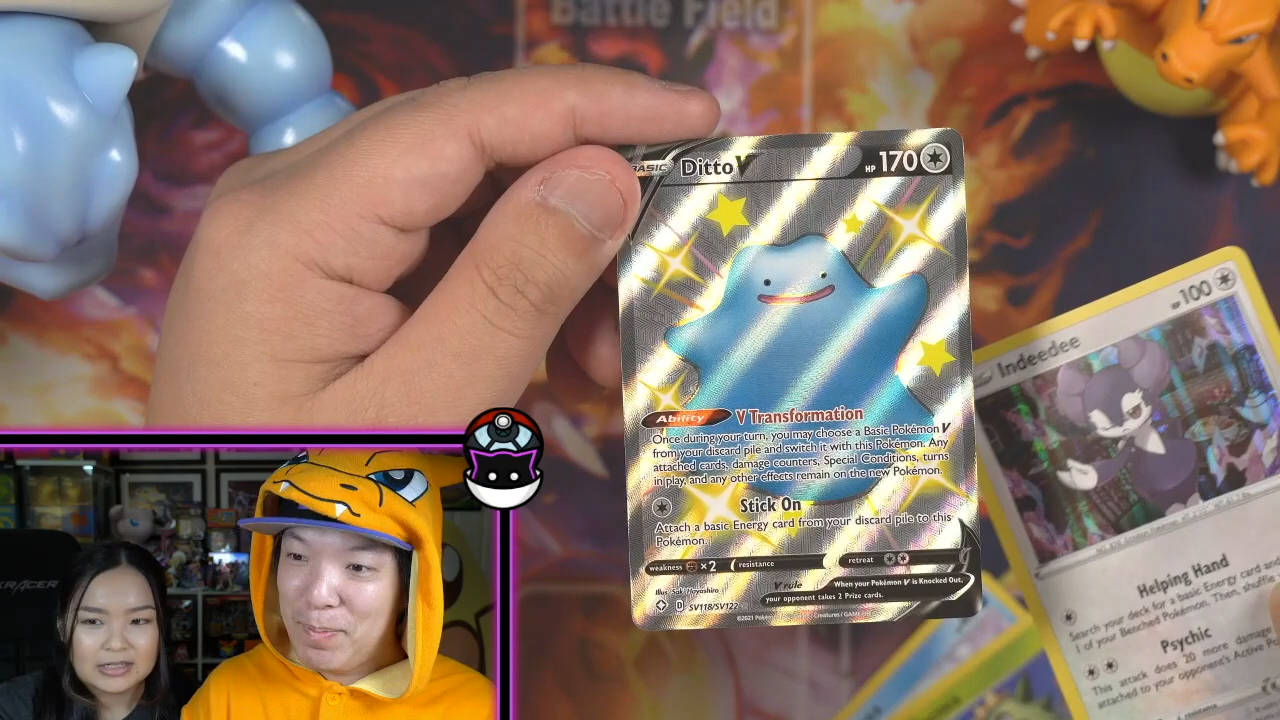 Battle Field
BASIC Ditto V HP 170
Ability V Transformation
Once during your turn, you may choose a Basic Pokémon V
from your discard pile and switch it with this Pokémon. Any
attached cards, damage counters, Special Conditions, turns
in play, and any other effects remain on the new Pokémon.
Stick On
Attach a basic Energy card from your discard pile to this
Pokémon.
weakness ×2 resistance retreat
V rule When your Pokémon V is Knocked Out,
your opponent takes 2 Prize cards.
Illus. Saki Hayashiro
D SV118/SV122
©2021 Pokémon
Creatures / GAME
Indeedee HP 100
Helping Hand
Search your deck for a basic Energy card and
1 of your Benched Pokémon. Then, shuffle
Psychic
This attack does 20 more damage
attached to your opponent's Active Po
RACER